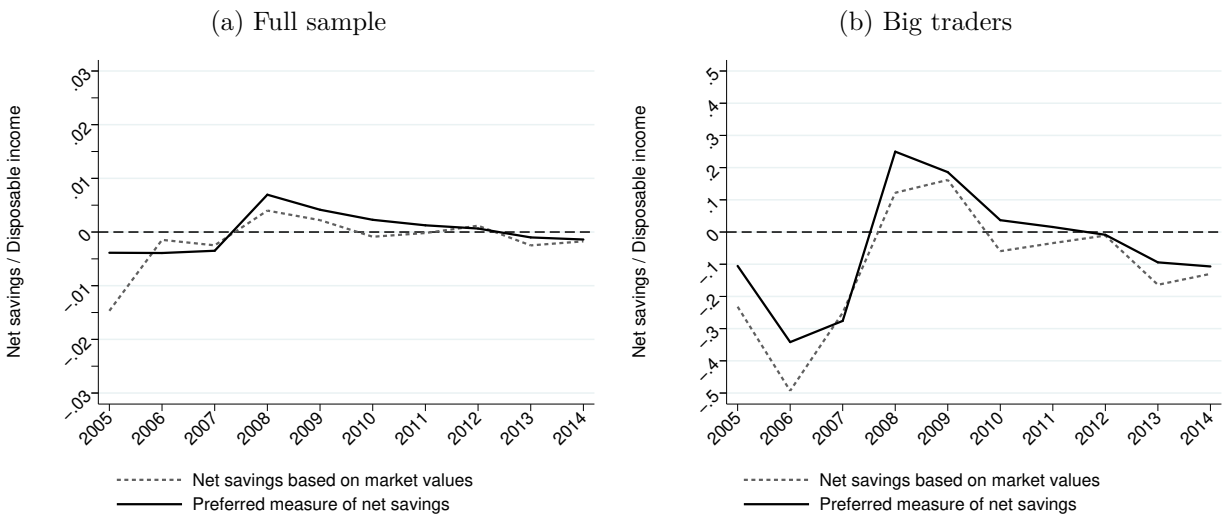 (a) Full sample
Net savings / Disposable income
.03
.02
.01
0
-.01
-.02
-.03
2005 2006 2007 2008 2009 2010 2011 2012 2013 2014
Net savings based on market values
Preferred measure of net savings
(b) Big traders
Net savings / Disposable income
.5
.4
.3
.2
.1
0
-.1
-.2
-.3
-.4
-.5
2005 2006 2007 2008 2009 2010 2011 2012 2013 2014
Net savings based on market values
Preferred measure of net savings